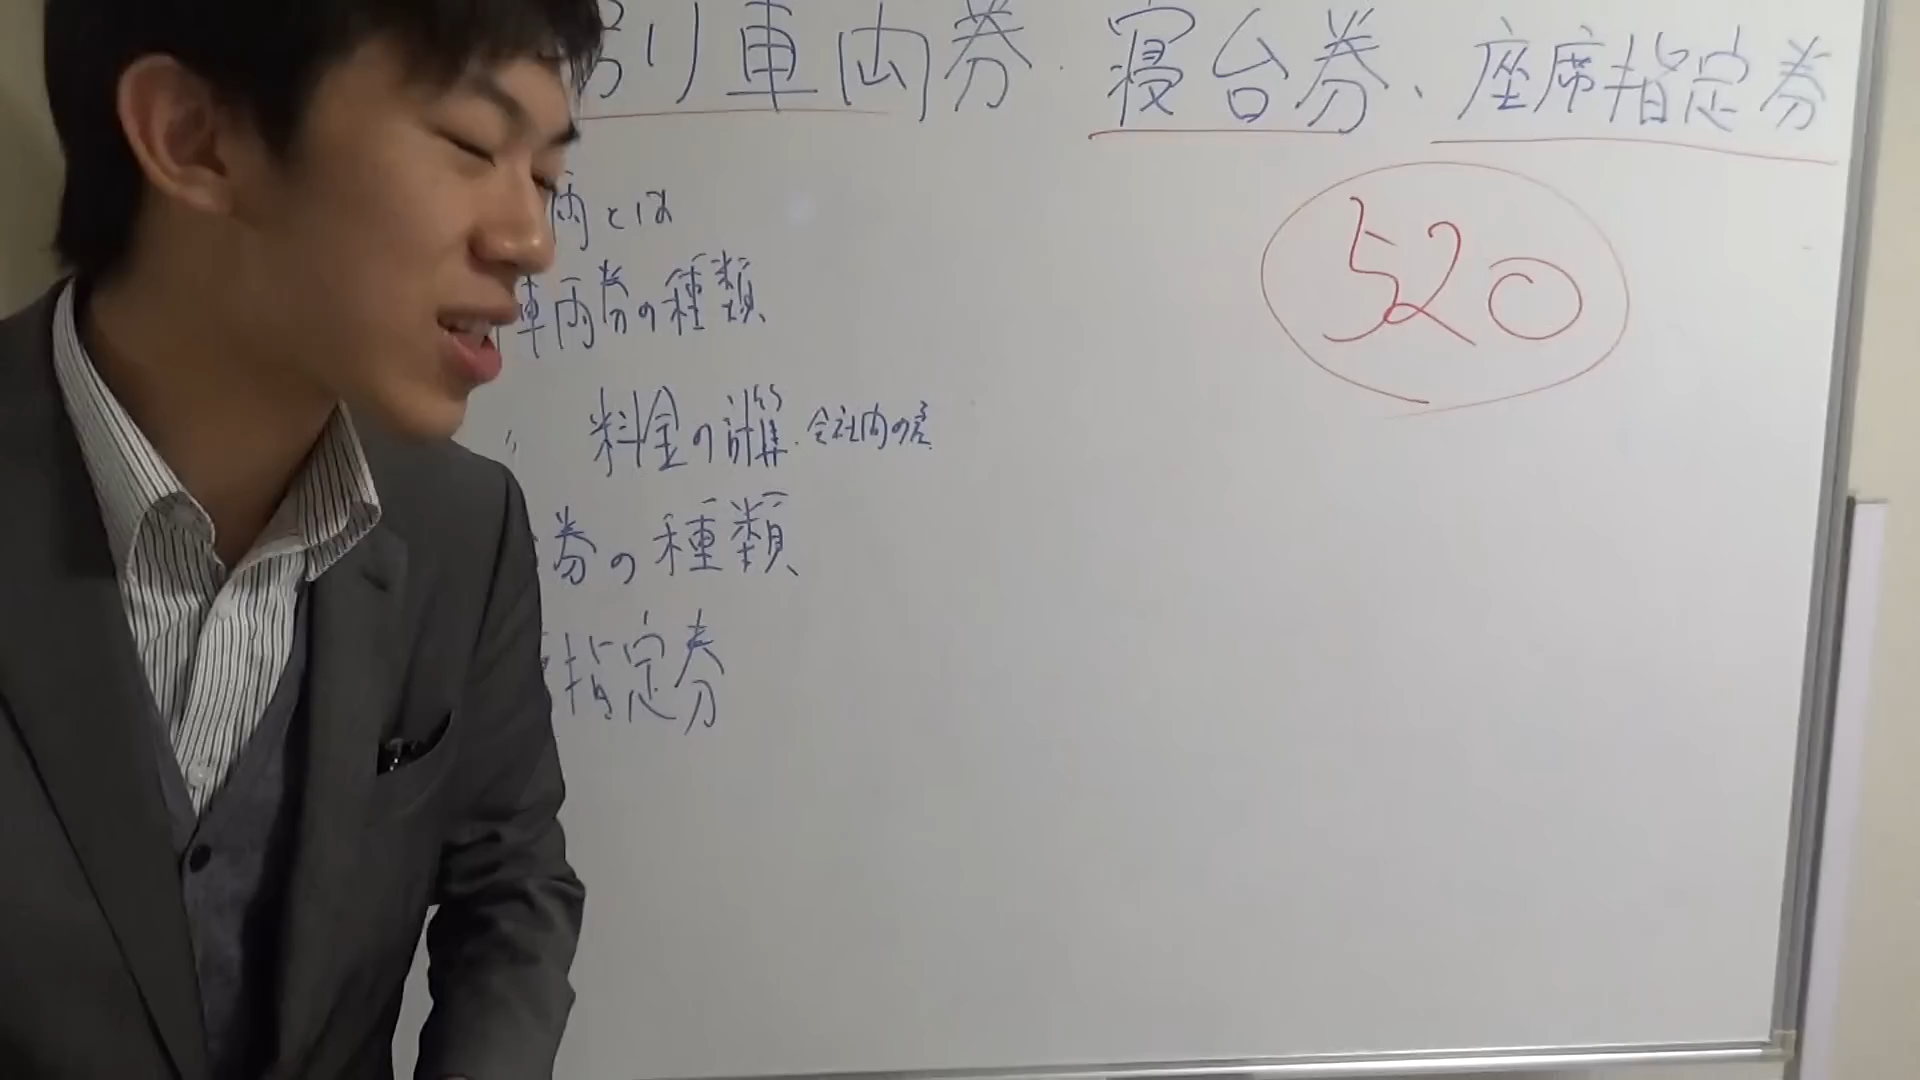 別車両券・寝台券、座席指定券
520
両とは
車両券の種類
〃 料金の計算.会社内の差
券の種類
指定券